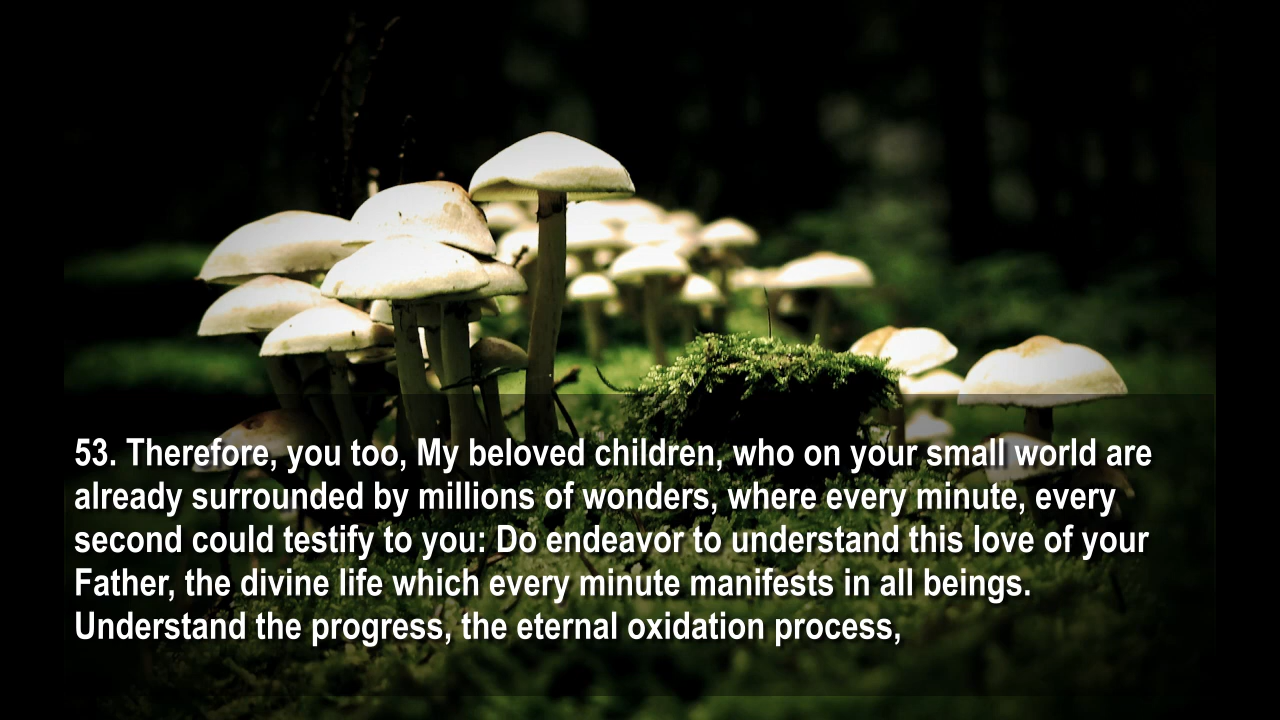 53. Therefore, you too, My beloved children, who on your small world are
already surrounded by millions of wonders, where every minute, every
second could testify to you: Do endeavor to understand this love of your
Father, the divine life which every minute manifests in all beings.
Understand the progress, the eternal oxidation process,